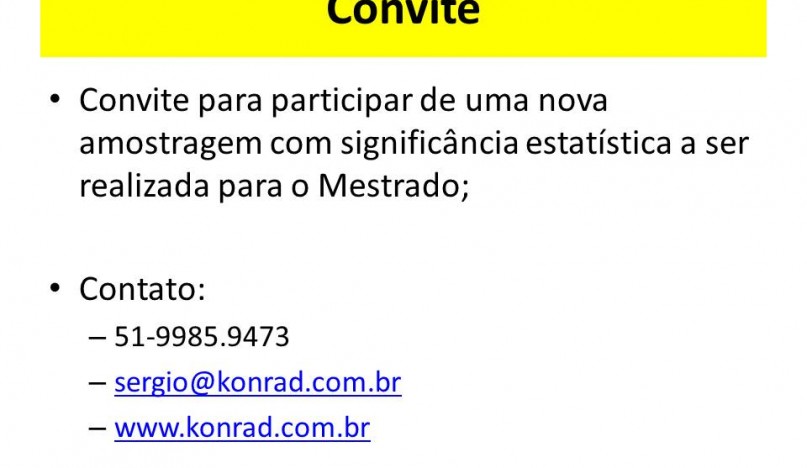 Convite
• Convite para participar de uma nova
amostragem com significância estatística a ser
realizada para o Mestrado;
• Contato:
– 51-9985.9473
– sergio@konrad.com.br
– www.konrad.com.br